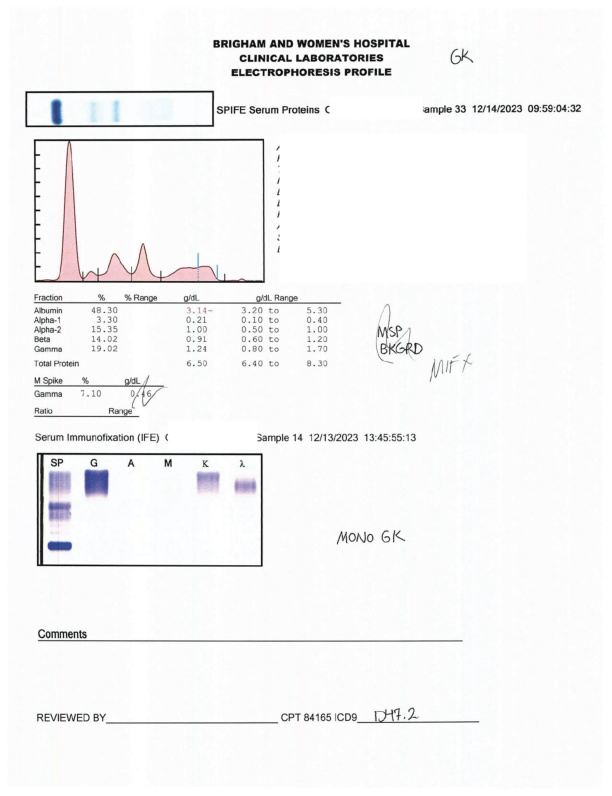 BRIGHAM AND WOMEN'S HOSPITAL
CLINICAL LABORATORIES
ELECTROPHORESIS PROFILE
GK
SPIFE Serum Proteins C ample 33 12/14/2023 09:59:04:32
Fraction % % Range g/dL g/dL Range
Albumin 48.30 3.14- 3.20 to 5.30
Alpha-1 3.30 0.21 0.10 to 0.40
Alpha-2 15.35 1.00 0.50 to 1.00
Beta 14.02 0.91 0.60 to 1.20
Gamma 19.02 1.24 0.80 to 1.70
Total Protein 6.50 6.40 to 8.30
MSP
BKGRD
MIFX
M Spike % g/dL
Gamma 7.10 0.46
Ratio Range
Serum Immunofixation (IFE) ( Sample 14 12/13/2023 13:45:55:13
SP G A M K λ
MONO GK
Comments
REVIEWED BY CPT 84165 ICD9 D47.2